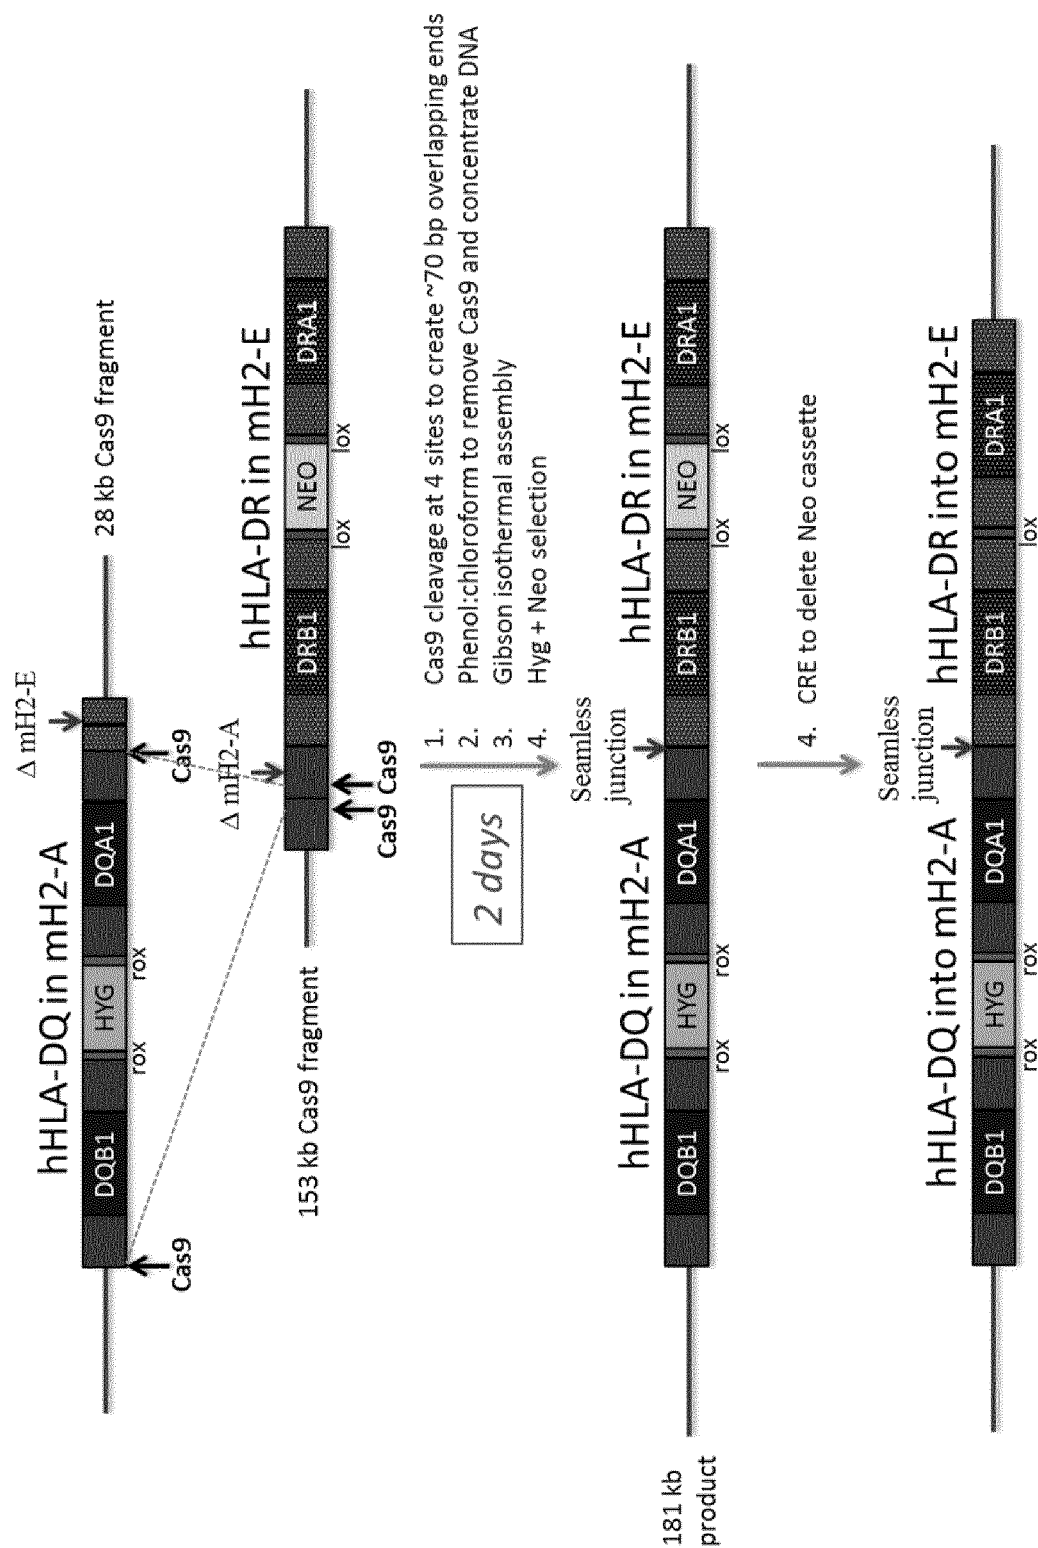 hHLA-DQ in mH2-A
Δ mH2-E
28 kb Cas9 fragment
DQB1
HYG
DQA1
rox
rox
Cas9
Cas9
Δ mH2-A
hHLA-DR in mH2-E
153 kb Cas9 fragment
DRB1
NEO
DRA1
lox
lox
Cas9
Cas9
2 days
1. Cas9 cleavage at 4 sites to create ~70 bp overlapping ends
2. Phenol:chloroform to remove Cas9 and concentrate DNA
3. Gibson isothermal assembly
4. Hyg + Neo selection
Seamless
junction
hHLA-DQ in mH2-A
hHLA-DR in mH2-E
181 kb
product
DQB1
HYG
DQA1
DRB1
NEO
DRA1
rox
rox
lox
lox
4. CRE to delete Neo cassette
Seamless
junction
hHLA-DQ into mH2-A
hHLA-DR into mH2-E
DQB1
HYG
DQA1
DRB1
DRA1
rox
rox
lox